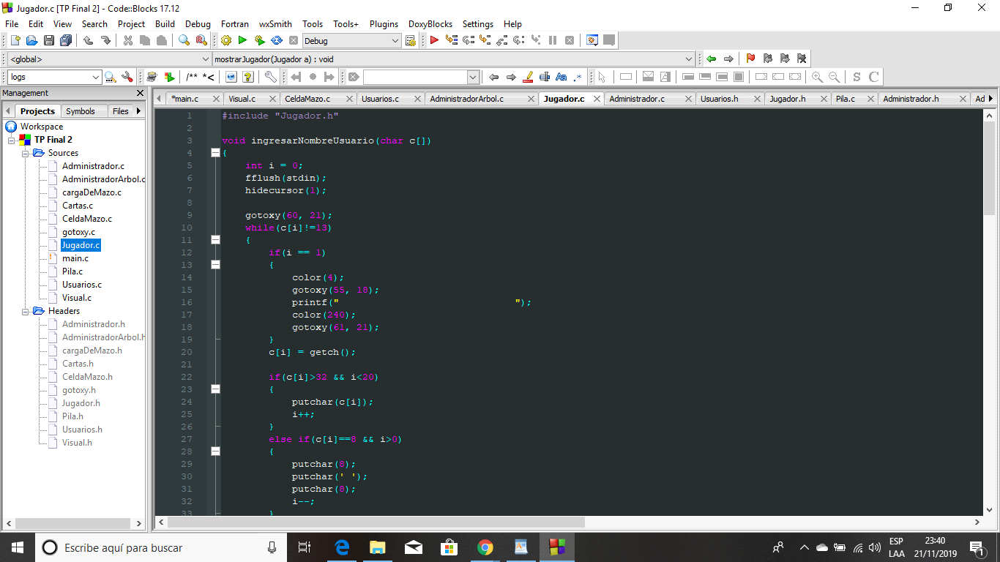 Jugador.c [TP Final 2] - Code::Blocks 17.12
File Edit View Search Project Build Debug Fortran wxSmith Tools Tools+ Plugins DoxyBlocks Settings Help
Debug
<global> mostrarJugador(Jugador a) : void
logs /** *< Aa .* S C
Management
*main.c Visual.c CeldaMazo.c Usuarios.c AdministradorArbol.c Jugador.c Administrador.c Usuarios.h Jugador.h Pila.c Administrador.h Ad
Projects Symbols Files
Workspace
TP Final 2
Sources
Administrador.c
AdministradorArbol.c
cargaDeMazo.c
Cartas.c
CeldaMazo.c
gotoxy.c
Jugador.c
main.c
Pila.c
Usuarios.c
Visual.c
Headers
Administrador.h
AdministradorArbol.h
cargaDeMazo.h
Cartas.h
CeldaMazo.h
gotoxy.h
Jugador.h
Pila.h
Usuarios.h
Visual.h
1 #include "Jugador.h"
2
3 void ingresarNombreUsuario(char c[])
4 {
5 int i = 0;
6 fflush(stdin);
7 hidecursor(1);
8
9 gotoxy(60, 21);
10 while(c[i]!=13)
11 {
12 if(i == 1)
13 {
14 color(4);
15 gotoxy(55, 18);
16 printf("                              ");
17 color(240);
18 gotoxy(61, 21);
19 }
20 c[i] = getch();
21
22 if(c[i]>32 && i<20)
23 {
24 putchar(c[i]);
25 i++;
26 }
27 else if(c[i]==8 && i>0)
28 {
29 putchar(8);
30 putchar(' ');
31 putchar(8);
32 i--;
33 }
Escribe aquí para buscar
ESP
LAA
23:40
21/11/2019
1